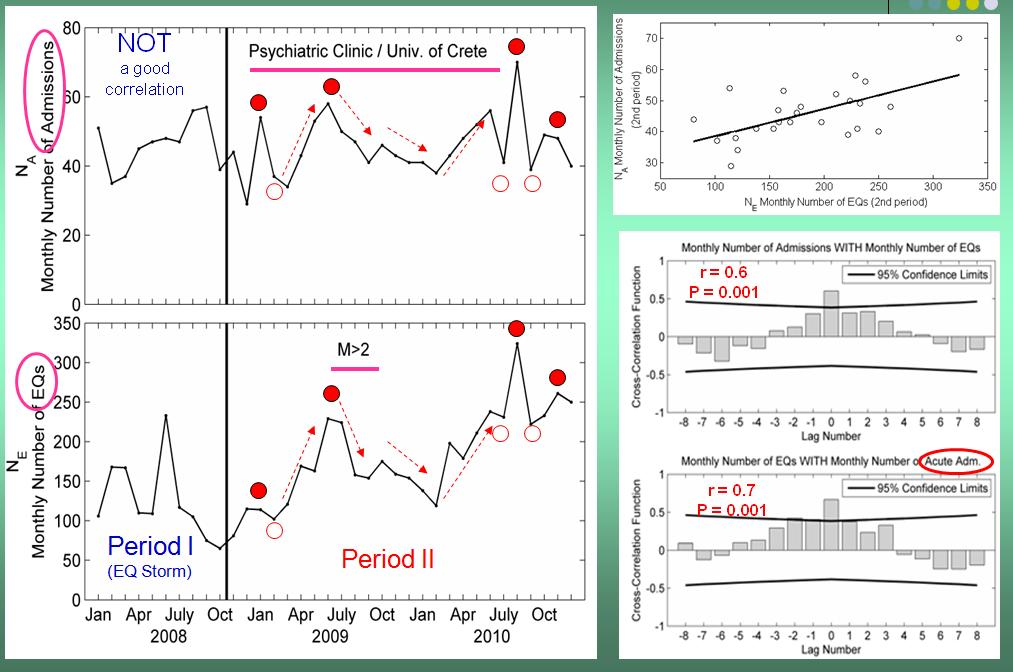 80
60
40
20
0
N_A
Monthly Number of Admissions
NOT
a good
correlation
Psychiatric Clinic / Univ. of Crete
350
300
250
200
150
100
50
0
N_E
Monthly Number of EQs
M>2
Period I
(EQ Storm)
Period II
Jan Apr July Oct Jan Apr July Oct Jan Apr July Oct
2008 2009 2010
70
60
50
40
30
N_A Monthly Number of Admissions
(2nd period)
50 100 150 200 250 300 350
N_E Monthly Number of EQs (2nd period)
Monthly Number of Admissions WITH Monthly Number of EQs
1
0.5
0
-0.5
-1
Cross-Correlation Function
r = 0.6
P = 0.001
95% Confidence Limits
-8 -7 -6 -5 -4 -3 -2 -1 0 1 2 3 4 5 6 7 8
Lag Number
Monthly Number of EQs WITH Monthly Number of Acute Adm.
1
0.5
0
-0.5
-1
Cross-Correlation Function
r = 0.7
P = 0.001
95% Confidence Limits
-8 -7 -6 -5 -4 -3 -2 -1 0 1 2 3 4 5 6 7 8
Lag Number